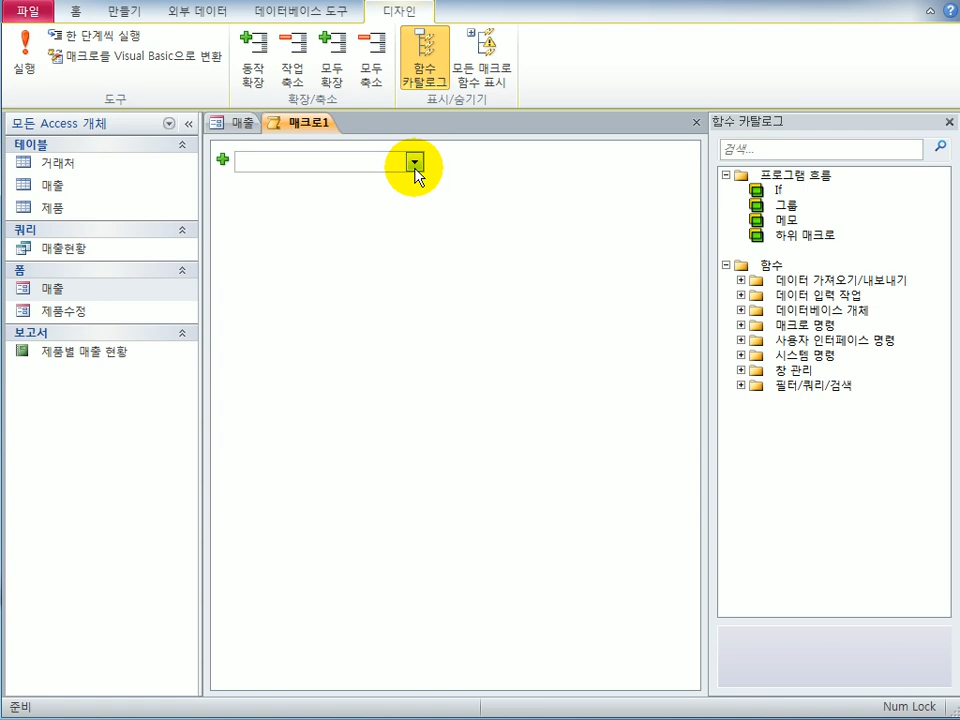 파일 홈 만들기 외부 데이터 데이터베이스 도구 디자인
실행
한 단계씩 실행
매크로를 Visual Basic으로 변환
도구
동작 확장
작업 축소
모두 확장
모두 축소
확장/축소
함수 카탈로그
모든 매크로 함수 표시
표시/숨기기
모든 Access 개체
테이블
거래처
매출
제품
쿼리
매출현황
폼
매출
제품수정
보고서
제품별 매출 현황
매출 매크로1
함수 카탈로그
검색...
프로그램 흐름
If
그룹
메모
하위 매크로
함수
데이터 가져오기/내보내기
데이터 입력 작업
데이터베이스 개체
매크로 명령
사용자 인터페이스 명령
시스템 명령
창 관리
필터/쿼리/검색
준비 Num Lock